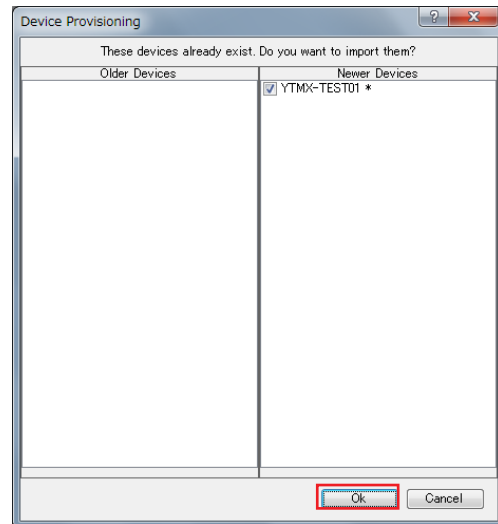 Device Provisioning
?
These devices already exist. Do you want to import them?
Older Devices
Newer Devices
YTMX-TEST01 *
Ok
Cancel